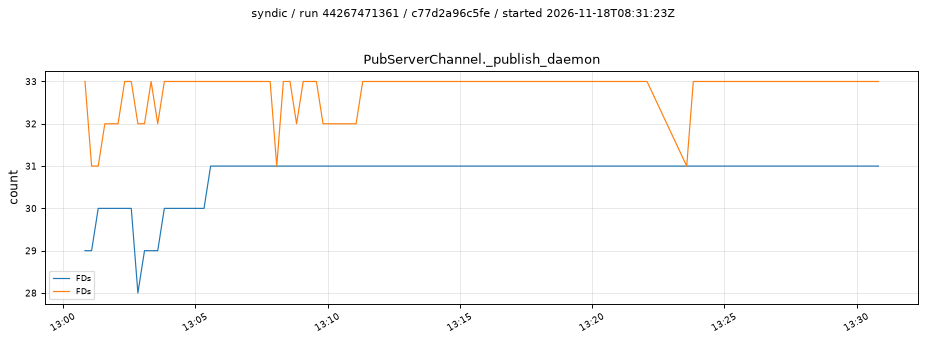 syndic / run 44267471361 / c77d2a96c5fe / started 2026-11-18T08:31:23Z
PubServerChannel._publish_daemon
count
33
32
31
30
29
28
FDs
FDs
13:00
13:05
13:10
13:15
13:20
13:25
13:30